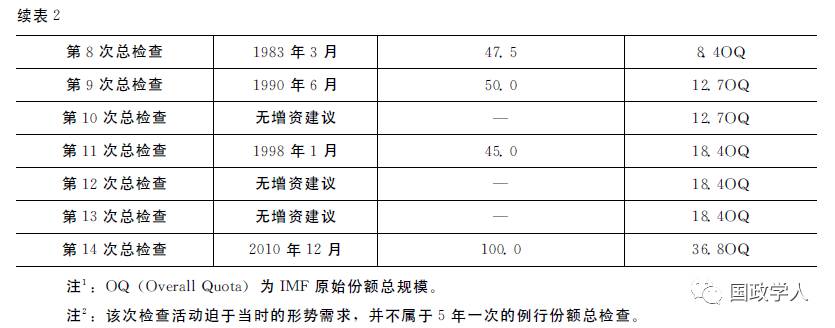 续表 2
第 8 次总检查 1983 年 3 月 47.5 8.4OQ
第 9 次总检查 1990 年 6 月 50.0 12.7OQ
第 10 次总检查 无增资建议 — 12.7OQ
第 11 次总检查 1998 年 1 月 45.0 18.4OQ
第 12 次总检查 无增资建议 — 18.4OQ
第 13 次总检查 无增资建议 — 18.4OQ
第 14 次总检查 2010 年 12 月 100.0 36.8OQ
注1：OQ（Overall Quota）为 IMF 原始份额总规模。
注2：该次检查活动迫于当时的形势需求，并不属于 5 年一次的例行份额总检查。
国政学人